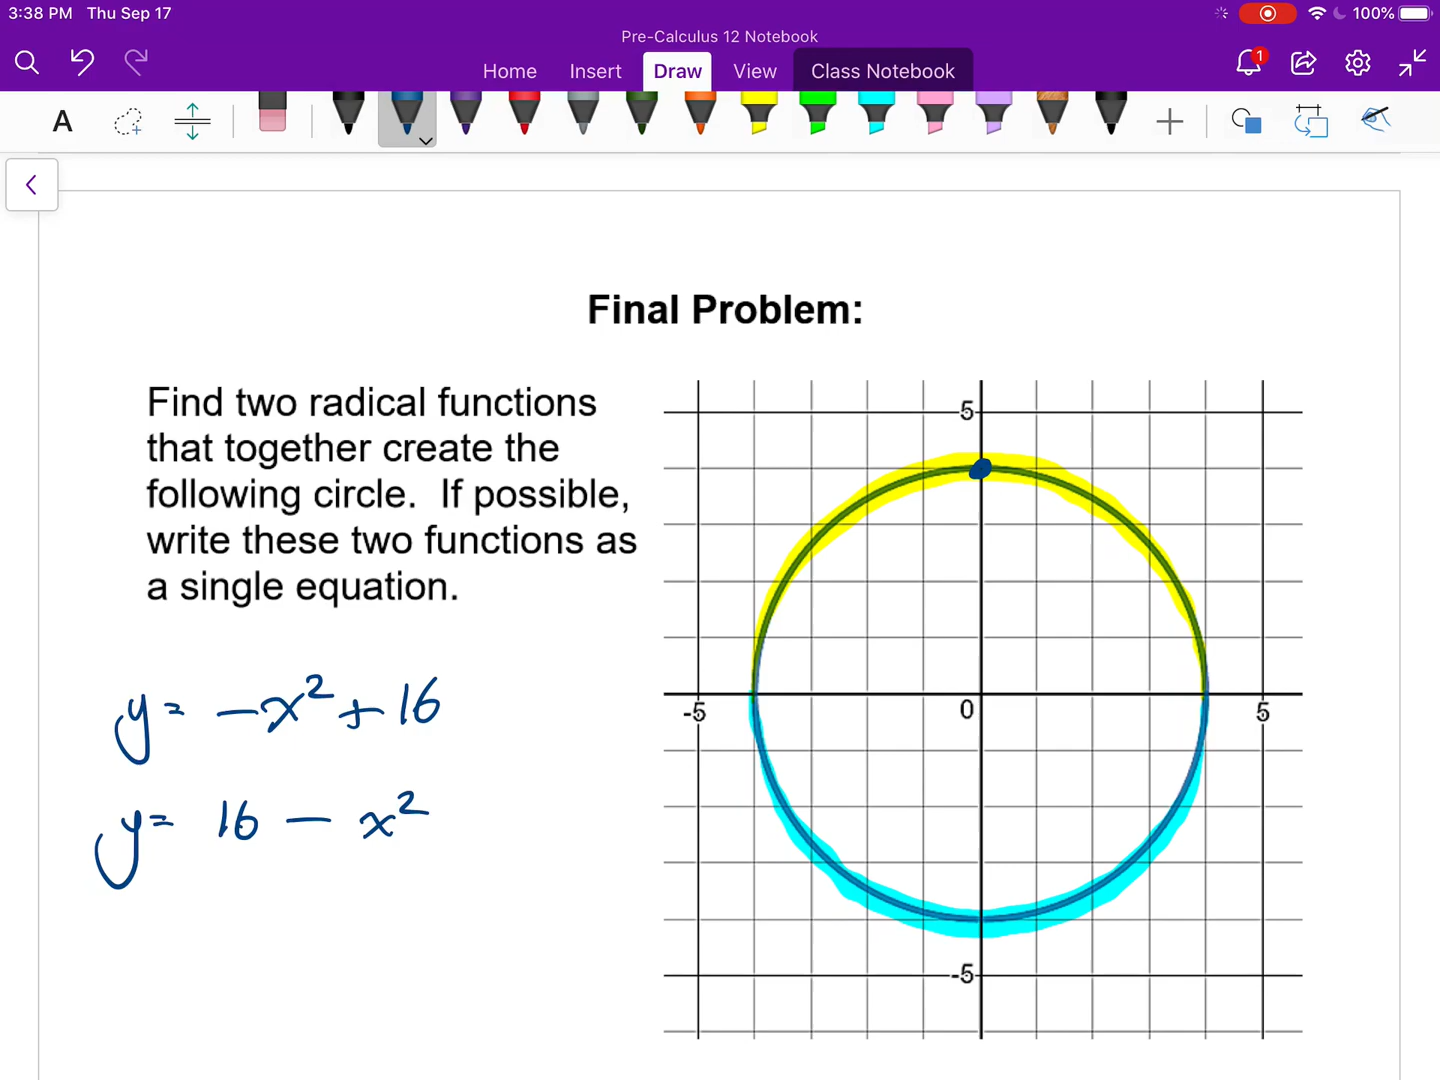 3:38 PM Thu Sep 17
100%
Pre-Calculus 12 Notebook
Home Insert Draw View Class Notebook
1
A
Final Problem:
Find two radical functions
that together create the
following circle. If possible,
write these two functions as
a single equation.
y = -x² + 16
y = 16 - x²
5
-5 0 5
-5